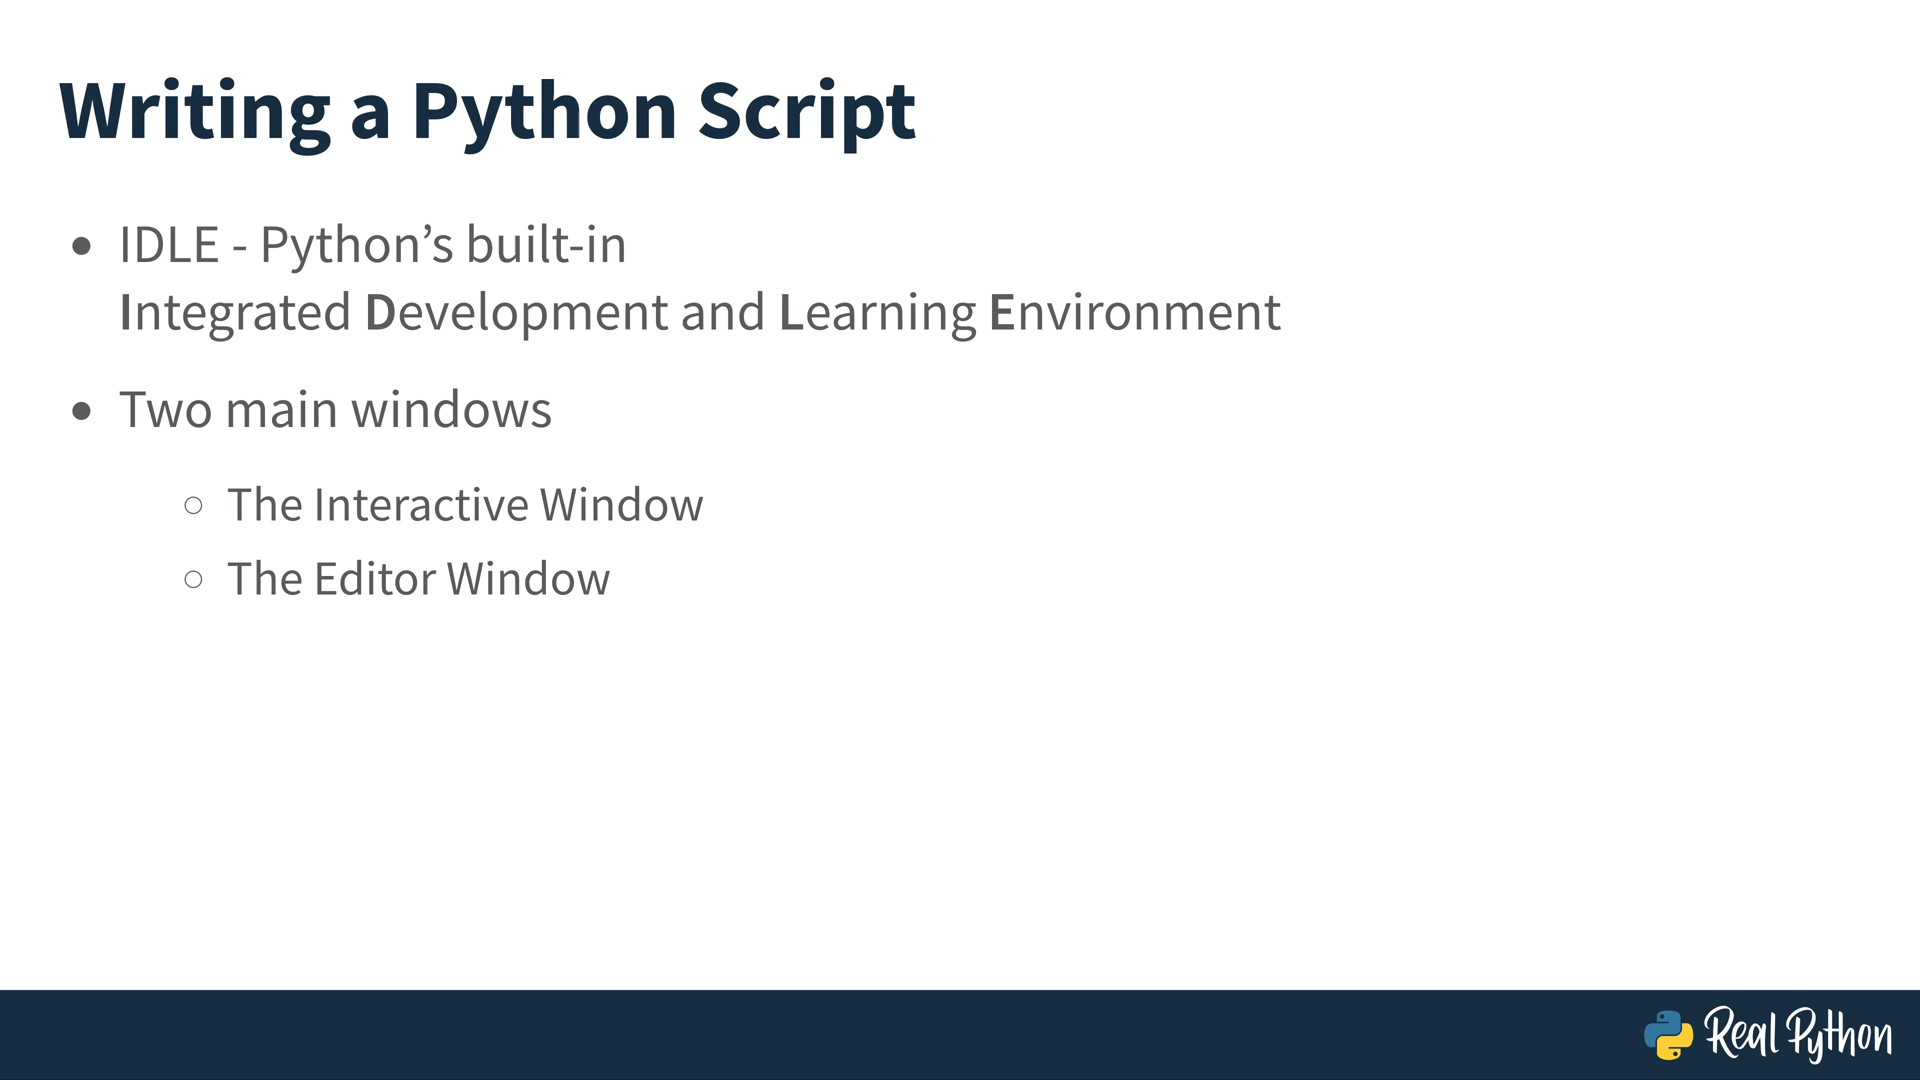 Writing a Python Script
IDLE - Python’s built-in
Integrated Development and Learning Environment
Two main windows
The Interactive Window
The Editor Window
Real Python